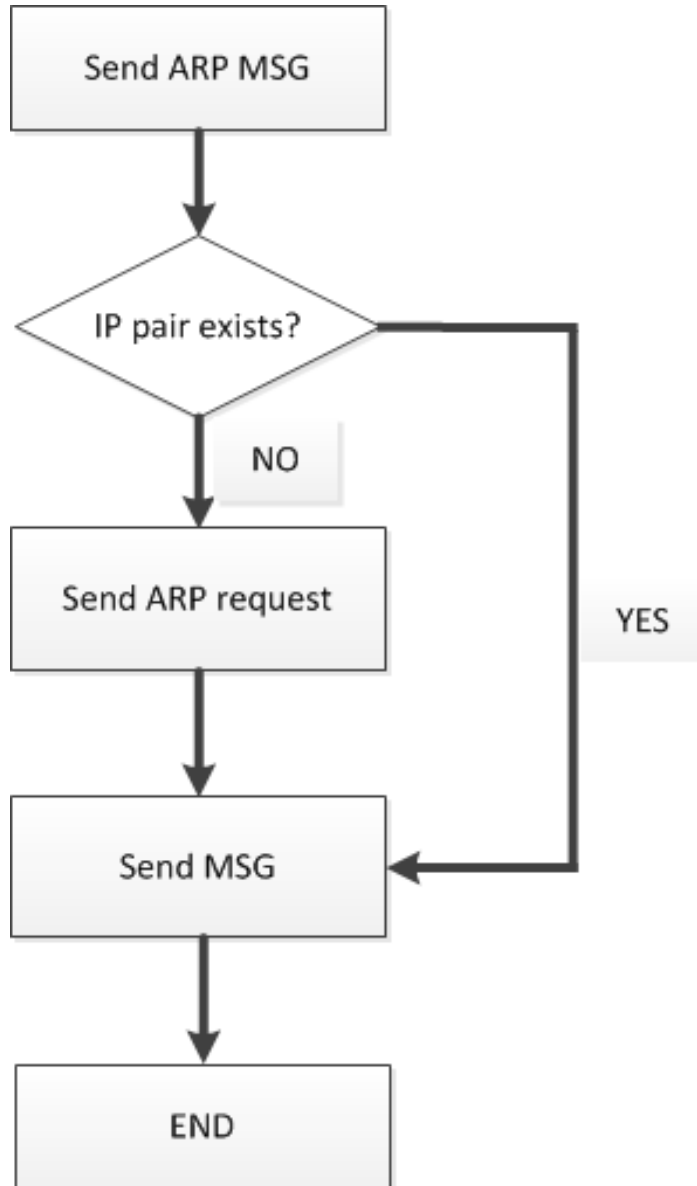 Send ARP MSG
IP pair exists?
NO
Send ARP request
YES
Send MSG
END